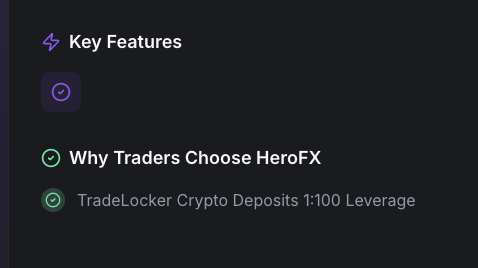 Key Features
Why Traders Choose HeroFX
TradeLocker Crypto Deposits 1:100 Leverage